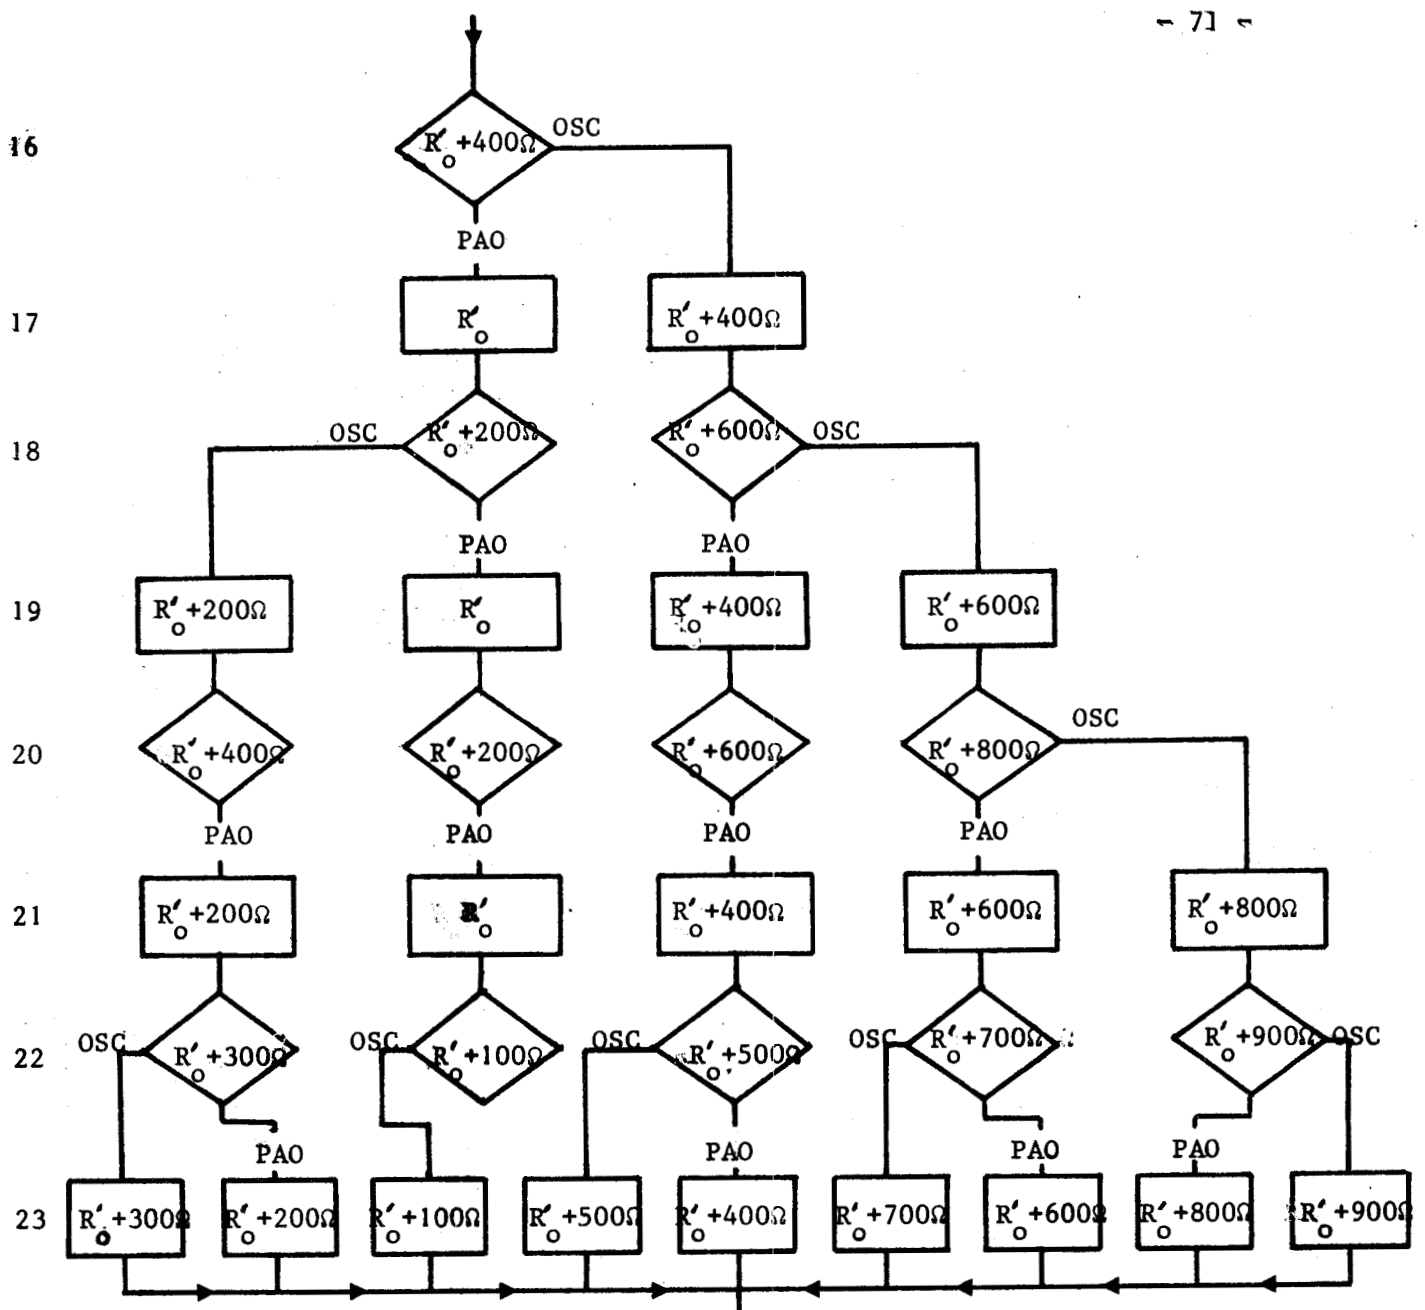 - 71 -
16 R′o+400Ω OSC
PAO
17 R′o R′o+400Ω
18 OSC R′o+200Ω R′o+600Ω OSC
PAO PAO
19 R′o+200Ω R′o R′o+400Ω R′o+600Ω
OSC
20 R′o+400Ω R′o+200Ω R′o+600Ω R′o+800Ω
PAO PAO PAO PAO
21 R′o+200Ω R′o R′o+400Ω R′o+600Ω R′o+800Ω
22 OSC R′o+300Ω OSC R′o+100Ω OSC R′o+500Ω OSC R′o+700Ω R′o+900Ω OSC
PAO PAO PAO PAO
23 R′o+300Ω R′o+200Ω R′o+100Ω R′o+500Ω R′o+400Ω R′o+700Ω R′o+600Ω R′o+800Ω R′o+900Ω